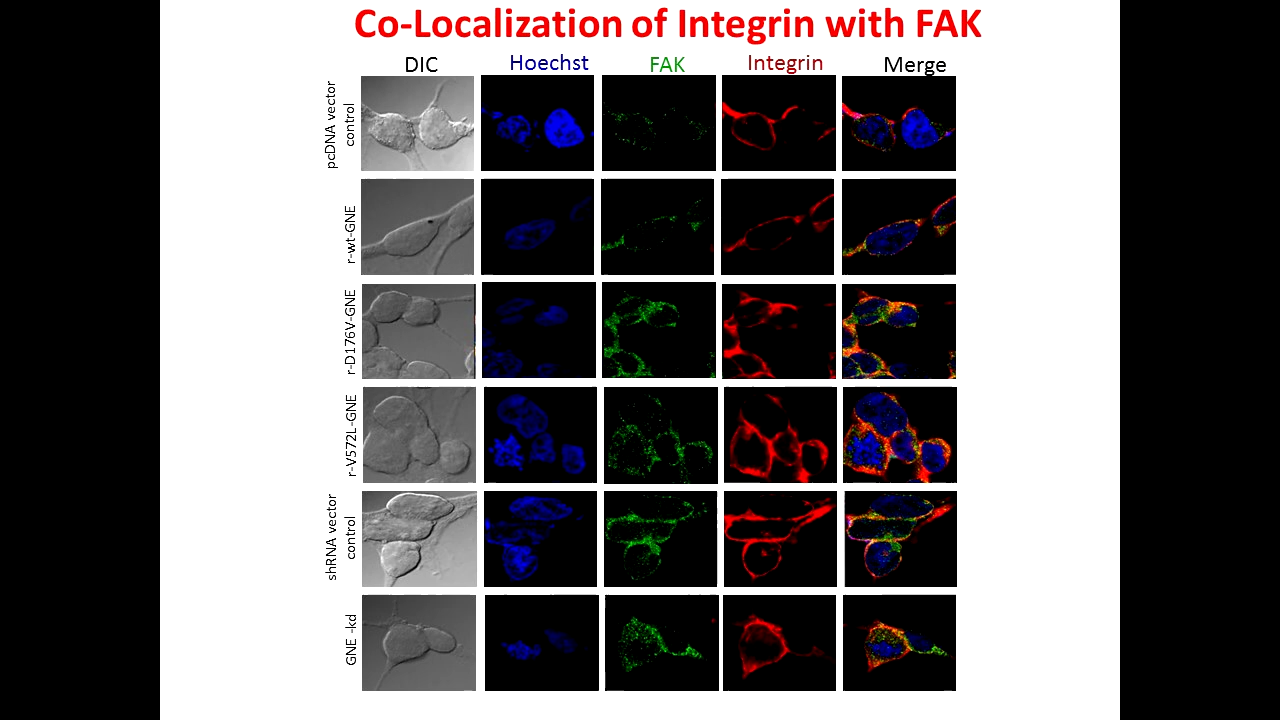 Co-Localization of Integrin with FAK
DIC Hoechst FAK Integrin Merge
pcDNA vector
control
r-wt-GNE
r-D176V-GNE
r-V572L-GNE
shRNA vector
control
GNE -kd